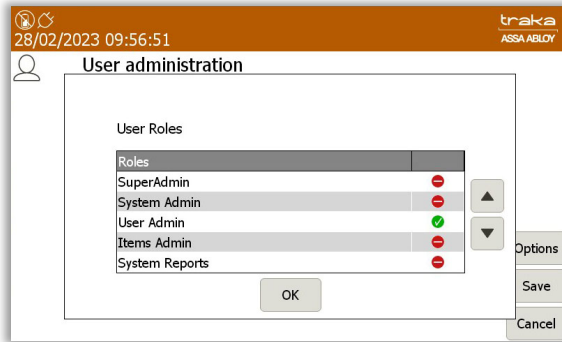 traka
28/02/2023 09:56:51
ASSA ABLOY
User administration
User Roles
Roles
SuperAdmin
System Admin
User Admin
Items Admin
System Reports
OK
Options
Save
Cancel